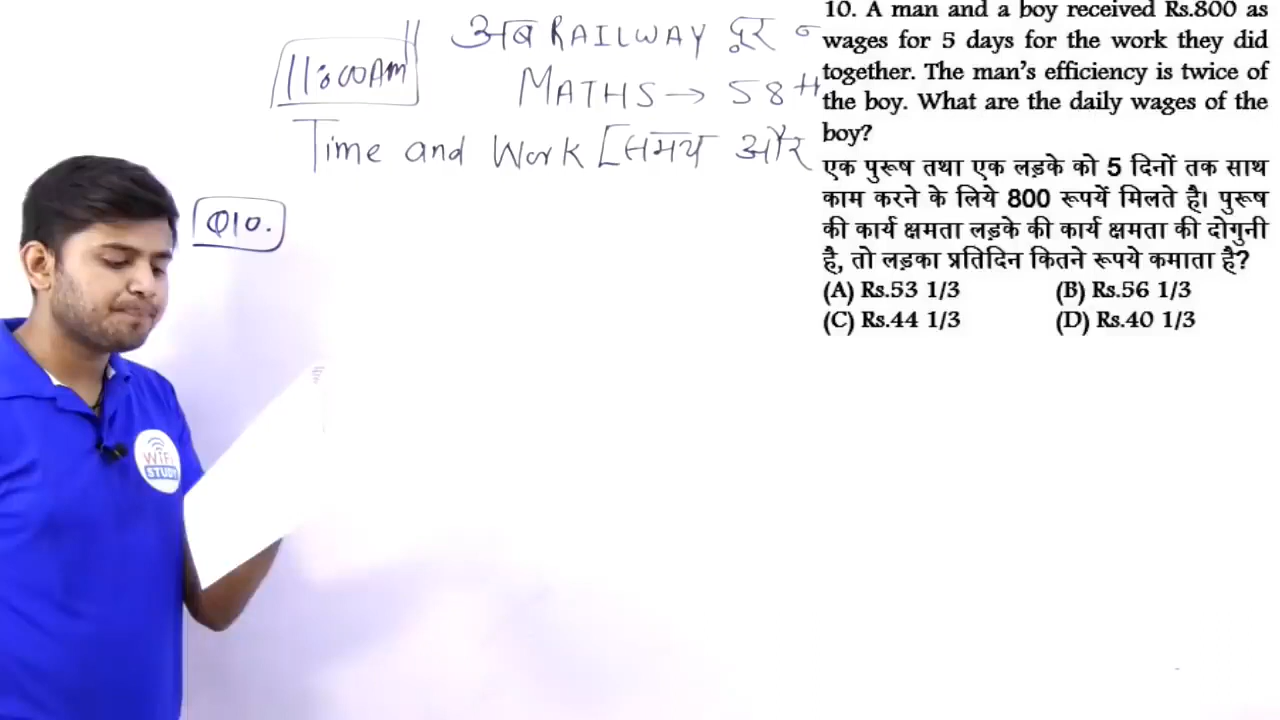 11:00AM
अब RAILWAY दूर
MATHS → 58th
Time and Work [समय और
Q10.
WiFi
STUDY
10. A man and a boy received Rs.800 as
wages for 5 days for the work they did
together. The man's efficiency is twice of
the boy. What are the daily wages of the
boy?
एक पुरूष तथा एक लड़के को 5 दिनों तक साथ
काम करने के लिये 800 रूपयें मिलते है। पुरूष
की कार्य क्षमता लड़के की कार्य क्षमता की दोगुनी
है, तो लड़का प्रतिदिन कितने रूपये कमाता है?
(A) Rs.53 1/3 (B) Rs.56 1/3
(C) Rs.44 1/3 (D) Rs.40 1/3